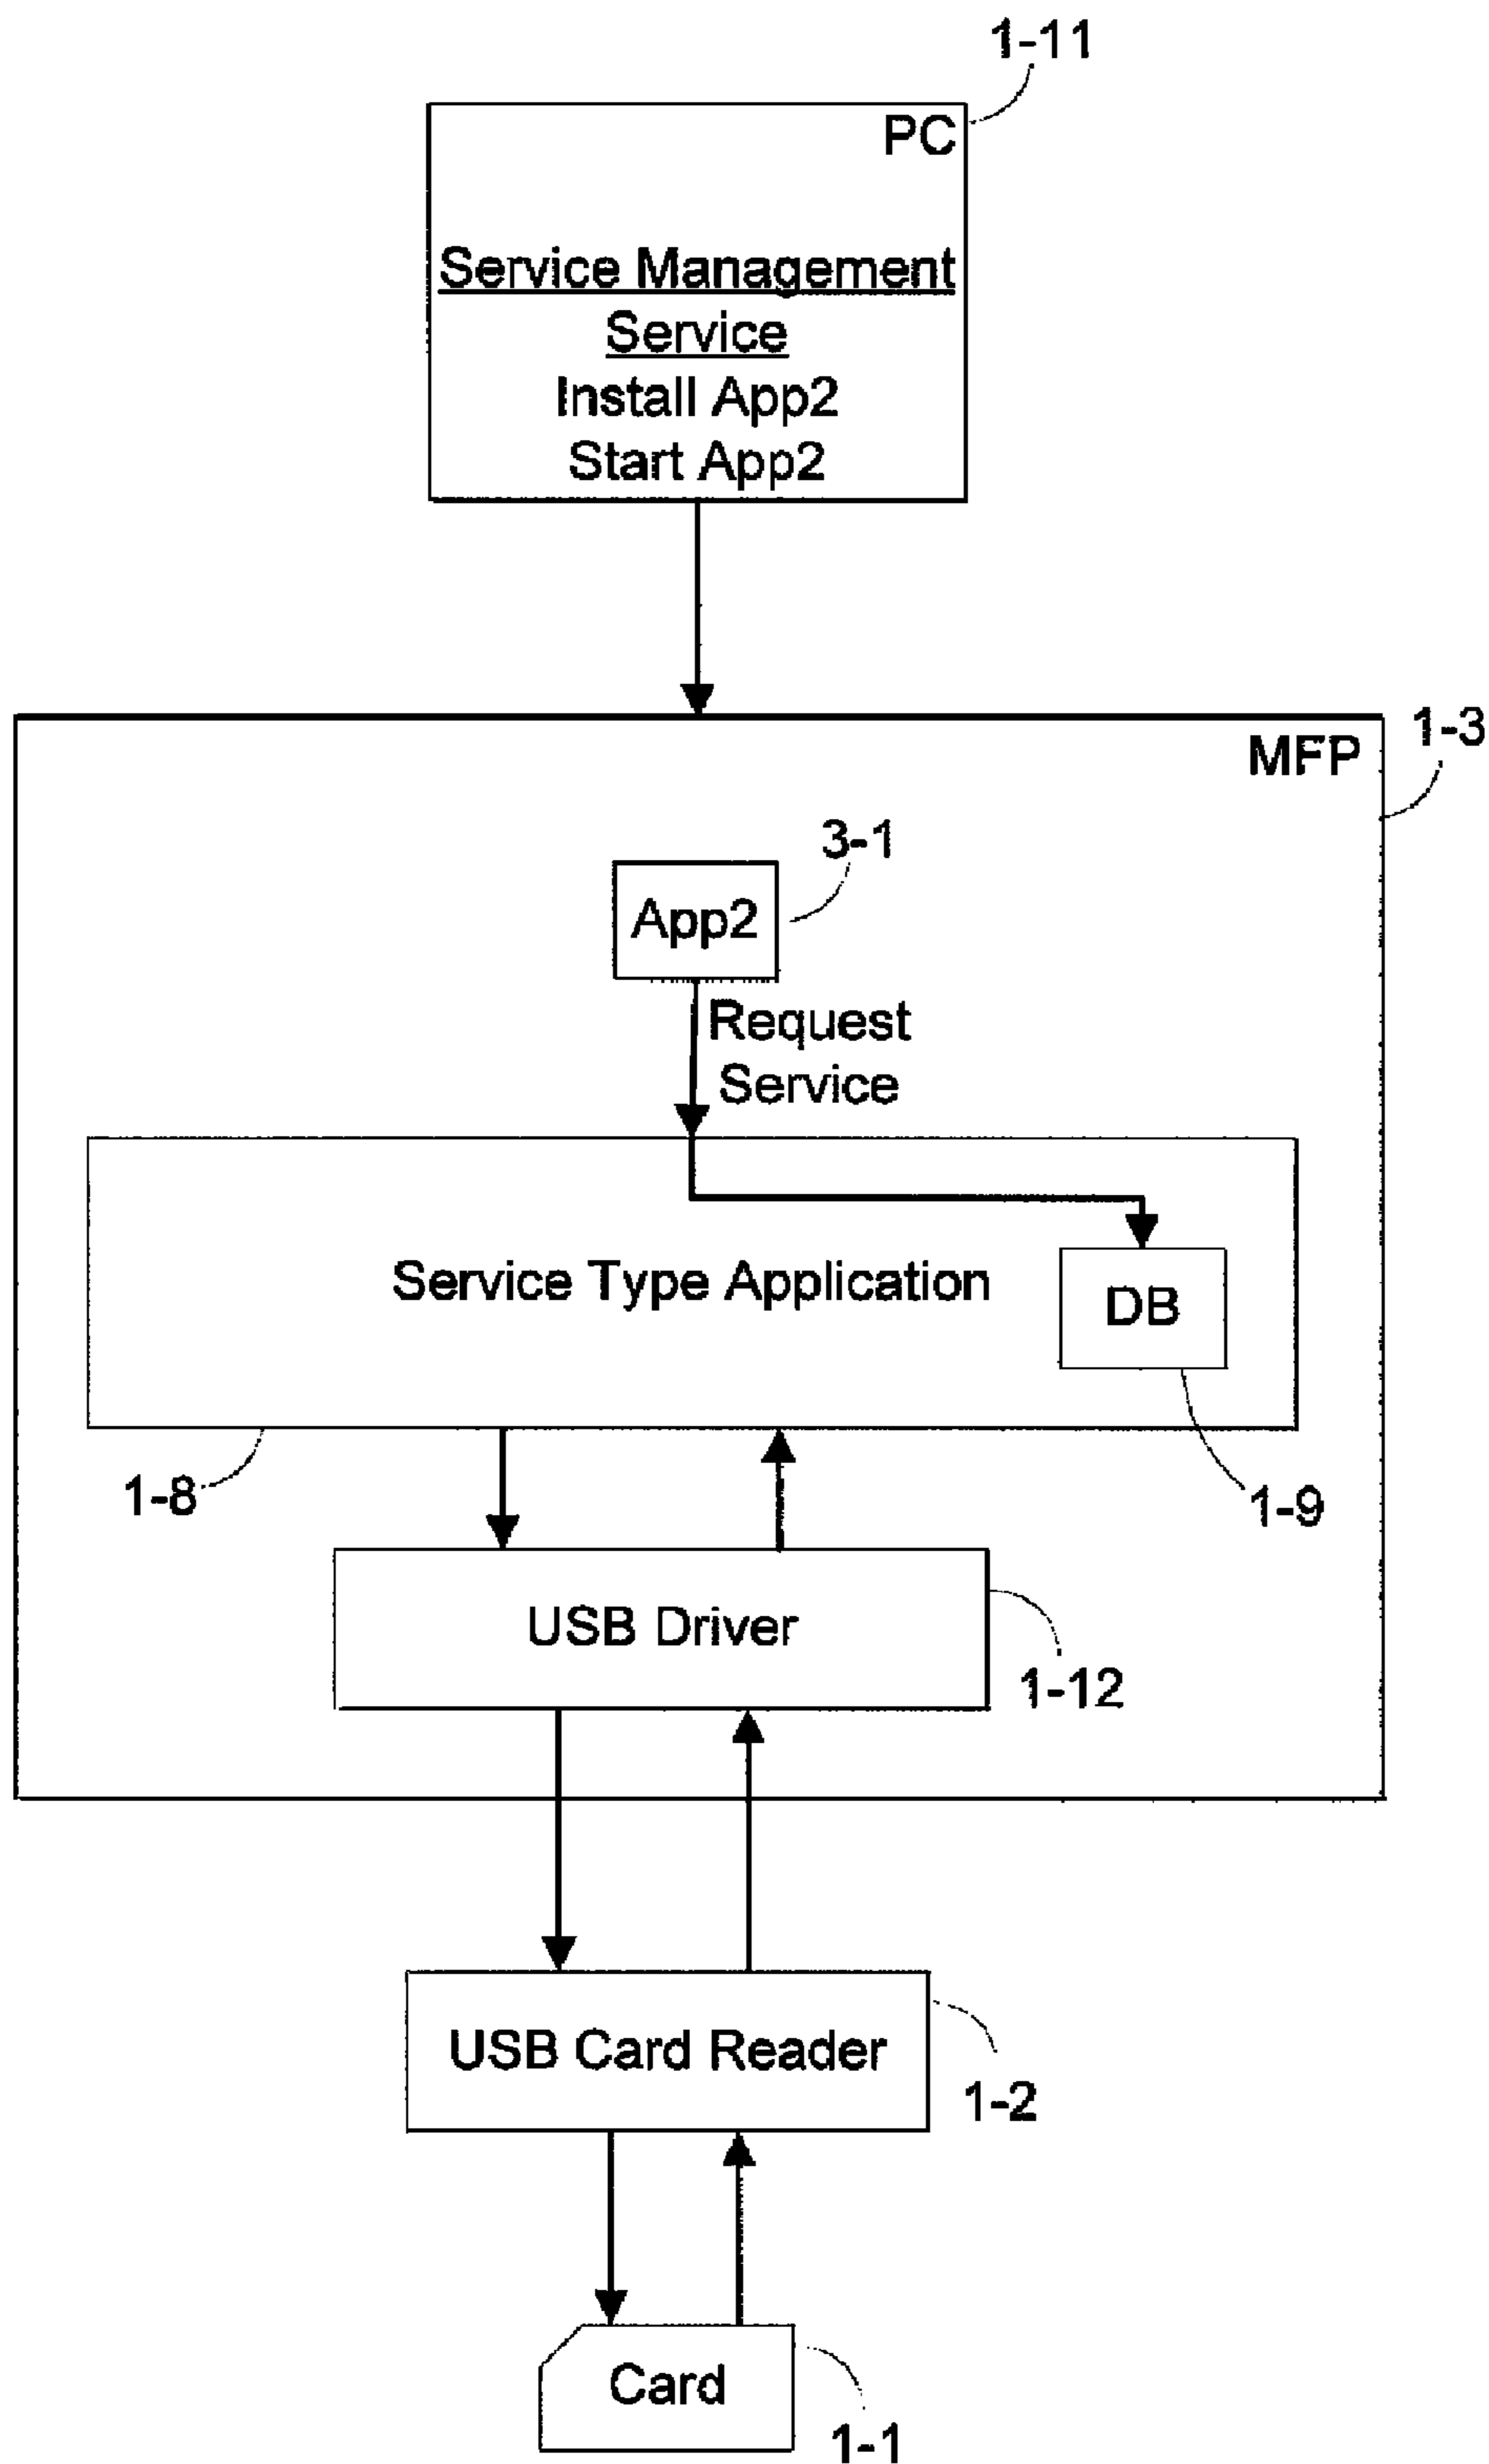 1-11
PC
Service Management
Service
Install App2
Start App2
1-3
MFP
3-1
App2
Request
Service
Service Type Application
DB
1-8
1-9
USB Driver
1-12
USB Card Reader
1-2
Card
1-1